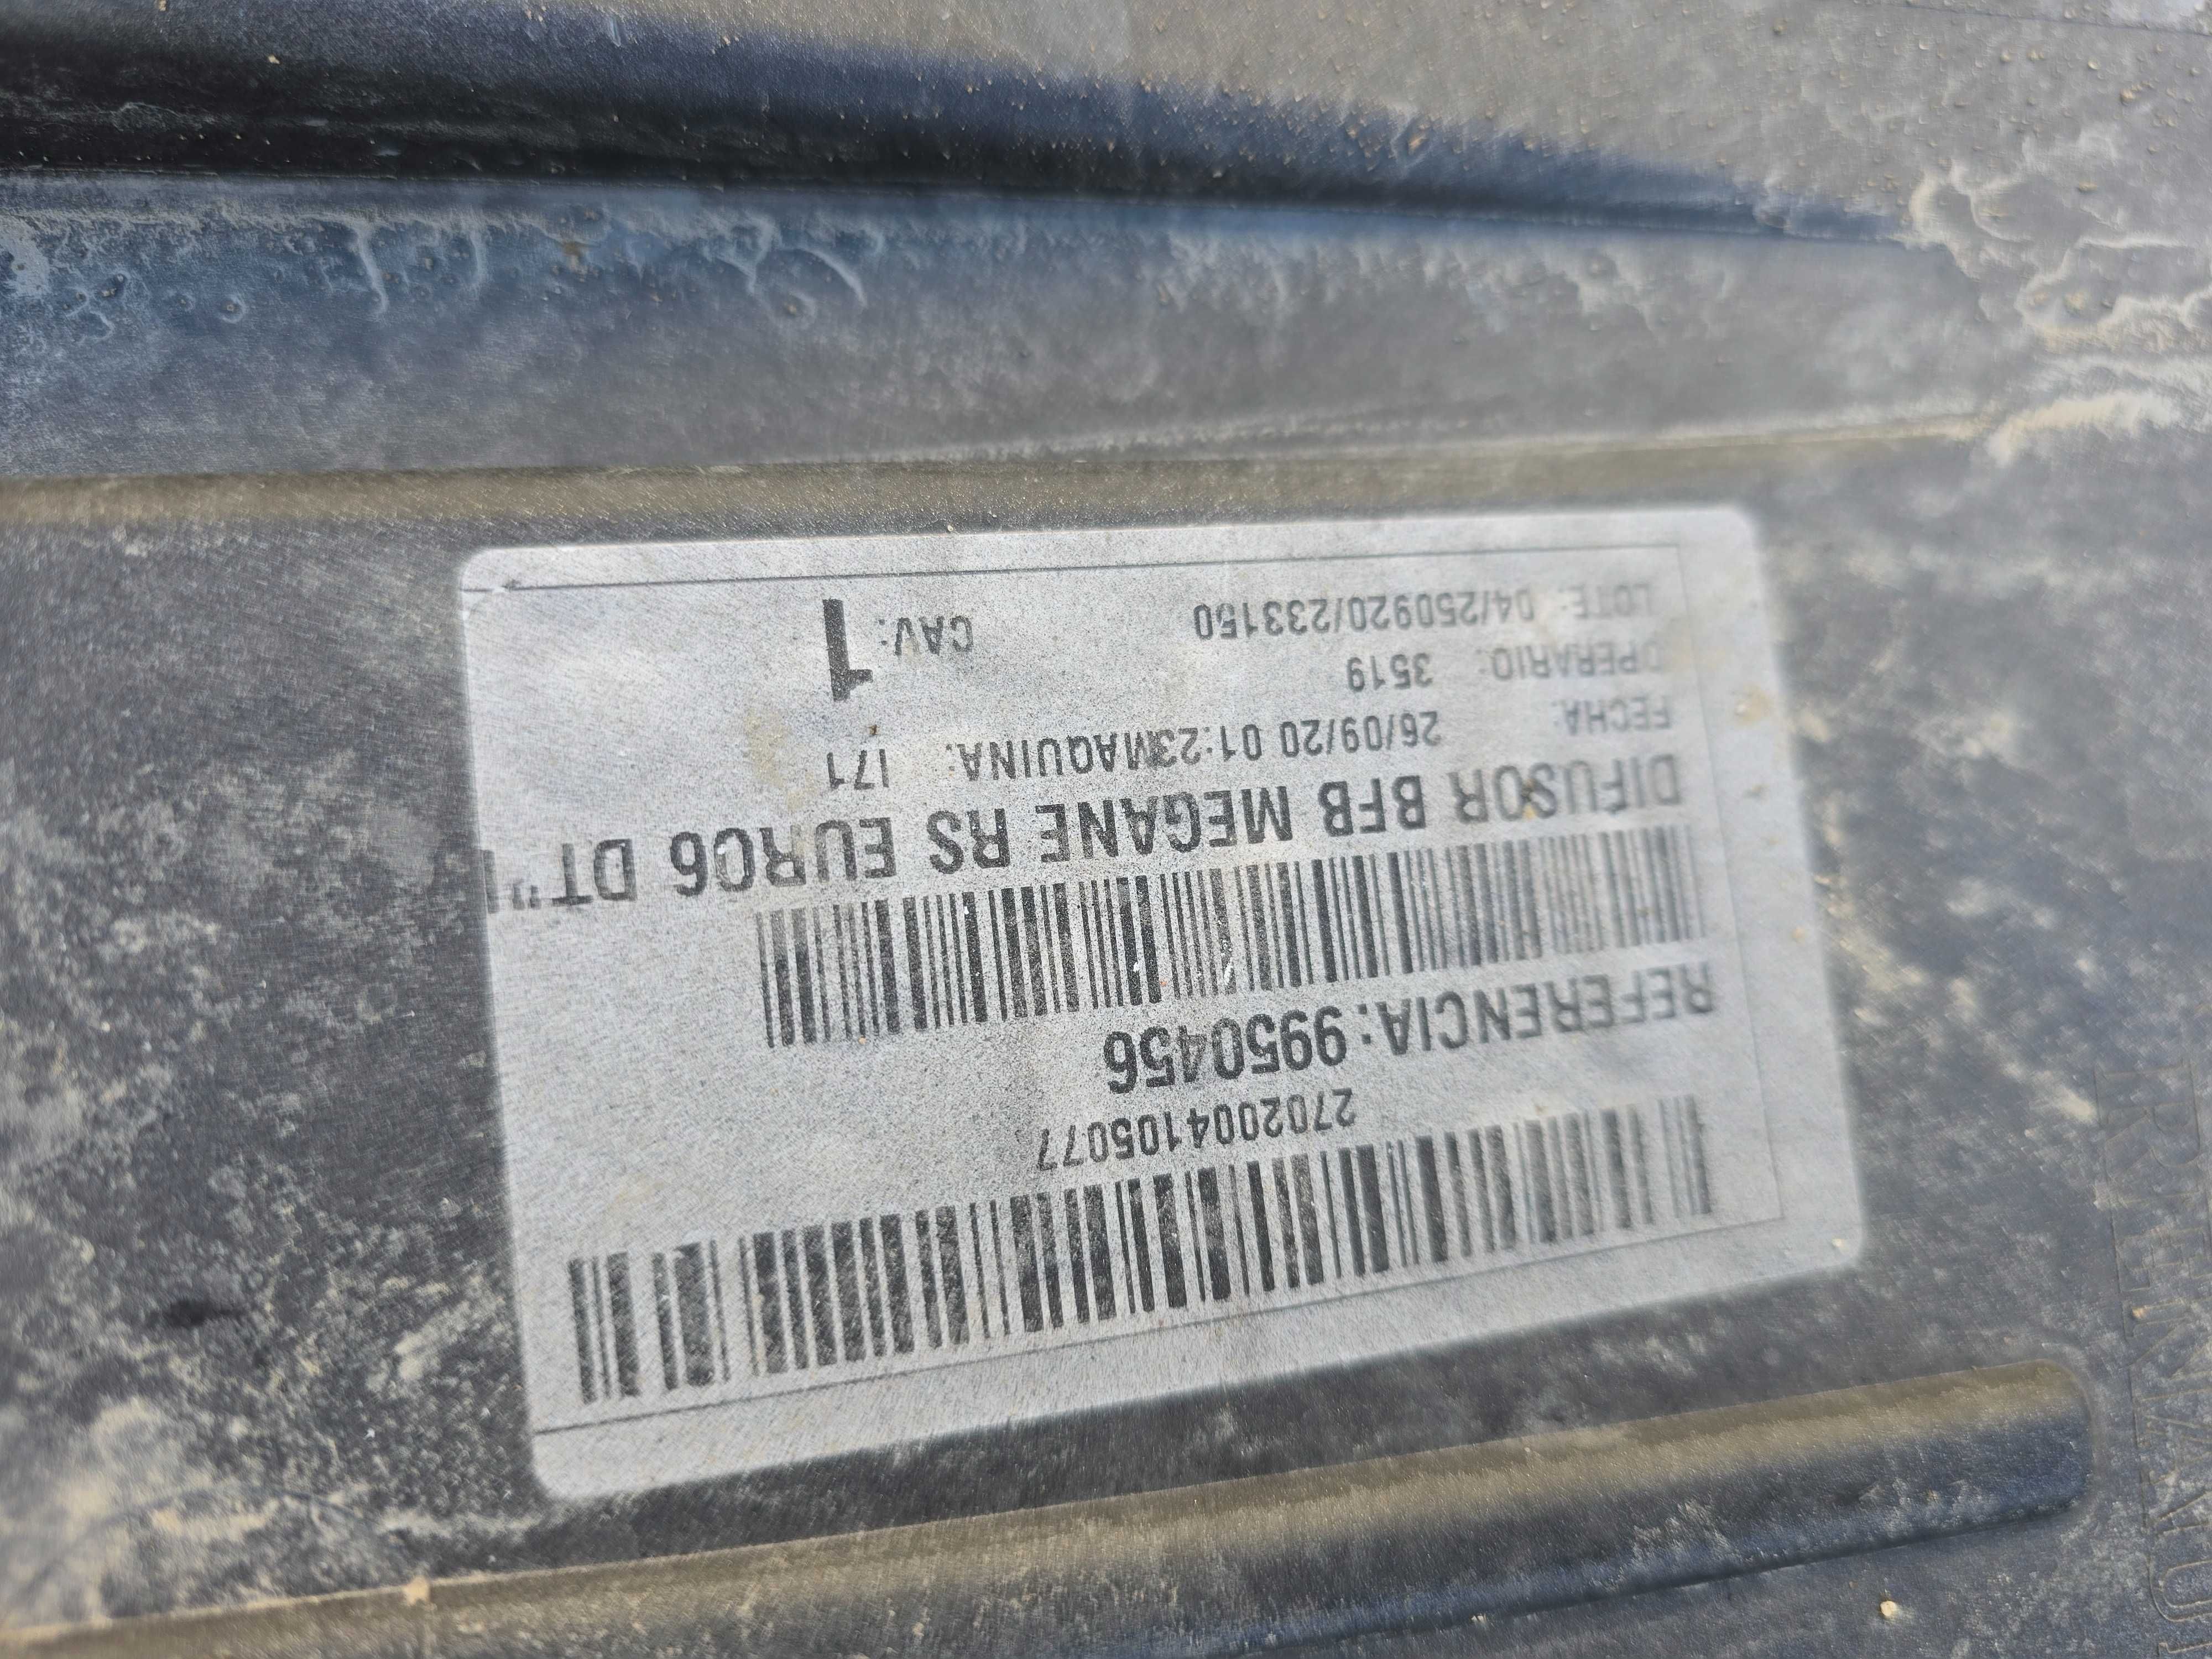 2702004105077
REFERENCIA: 9950456
DIFUSOR BFB MEGANE RS EURO6 DT"
FECHA: 26/09/20 01:23MAQUINA: I71
OPERARIO: 3519
LOTE: 04/250920/233150 CAV: 1